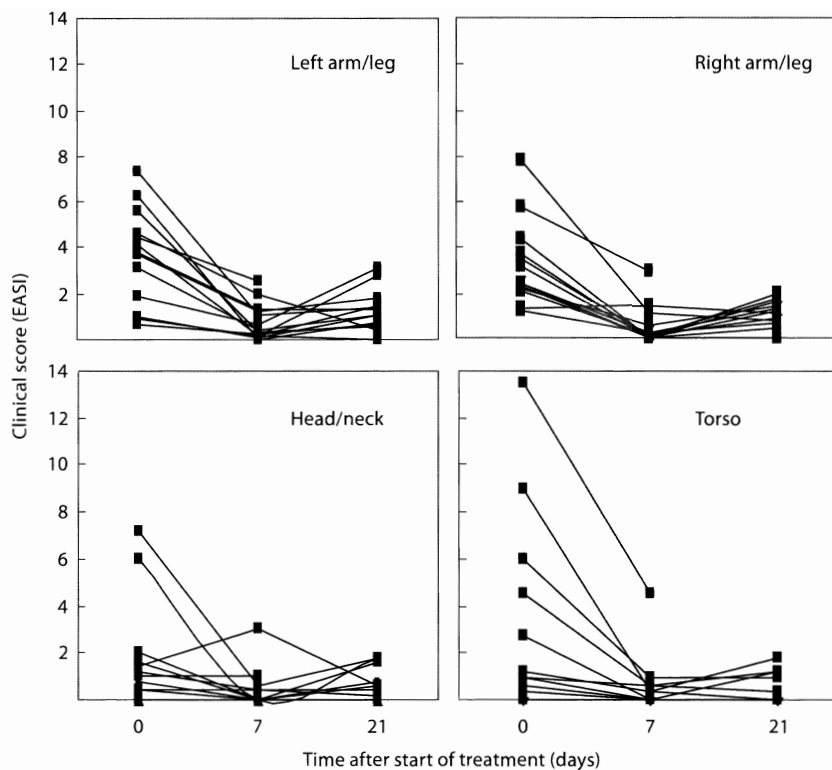 14
12
10
8
6
4
2
Left arm/leg
Right arm/leg
Clinical score (EASI)
14
12
10
8
6
4
2
Head/neck
Torso
0 7 21 0 7 21
Time after start of treatment (days)